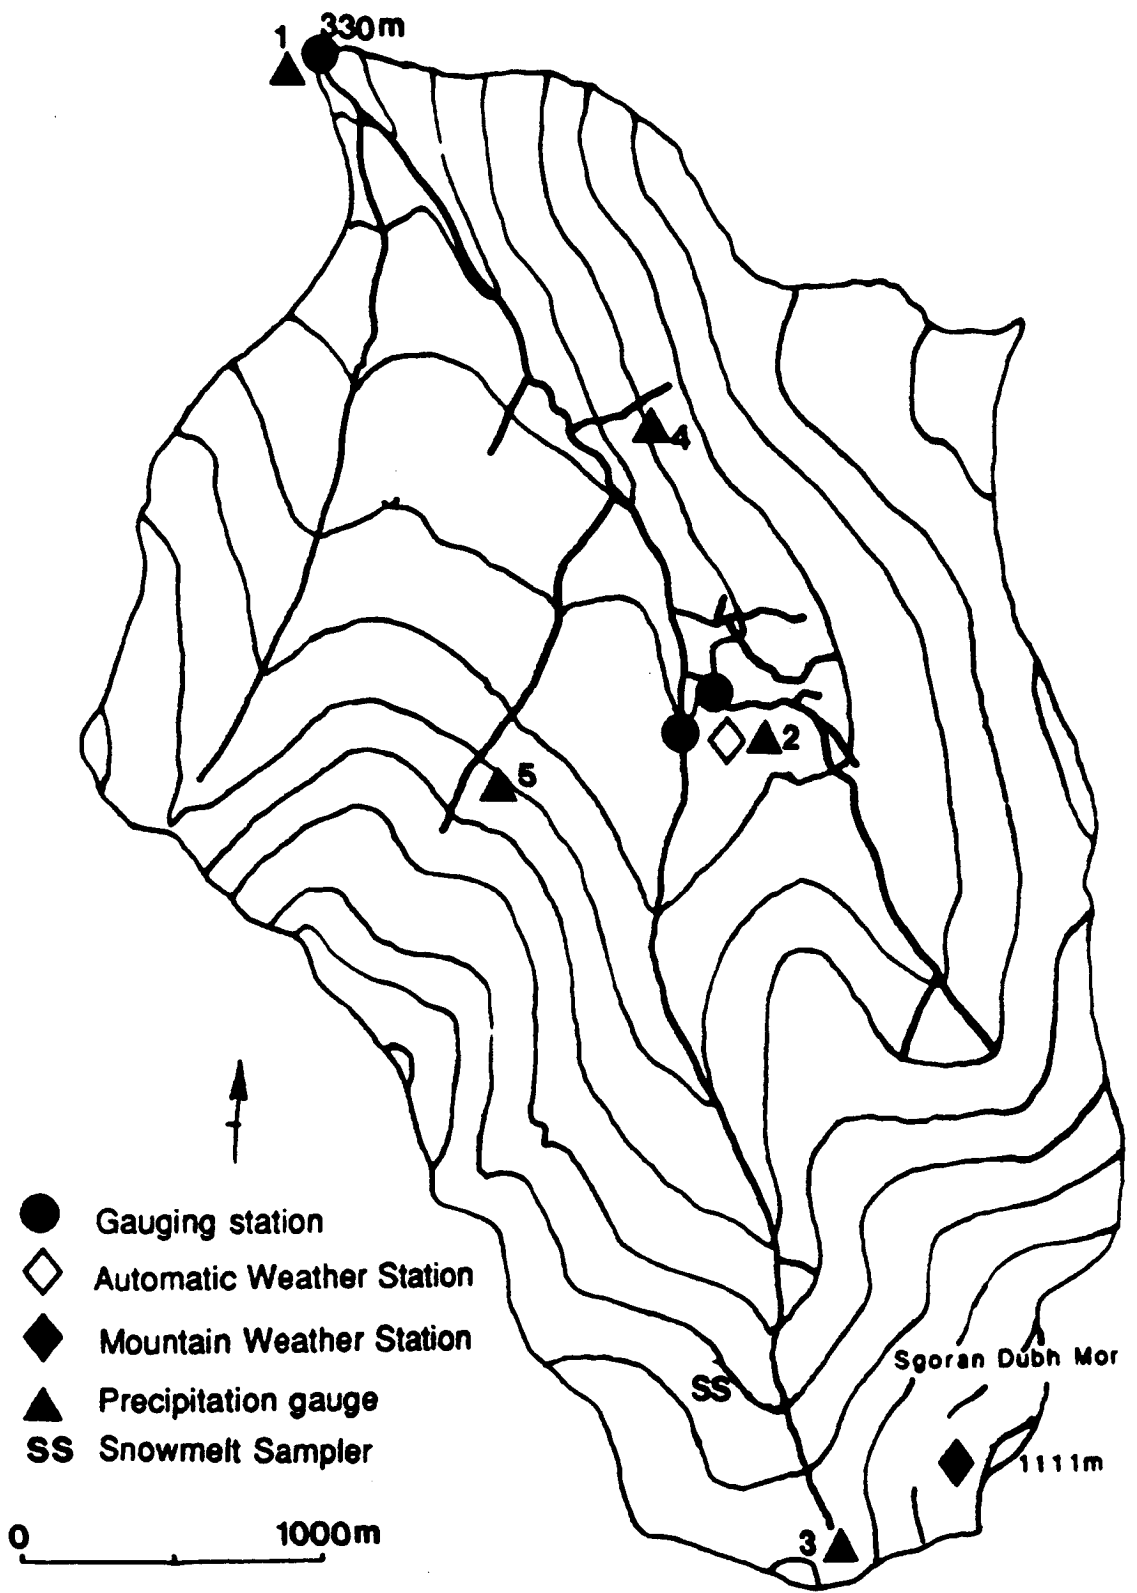 330m
1
4
2
5
Gauging station
Automatic Weather Station
Mountain Weather Station
Precipitation gauge
SS Snowmelt Sampler
Sgoran Dubh Mor
SS
1111m
0 1000m
3